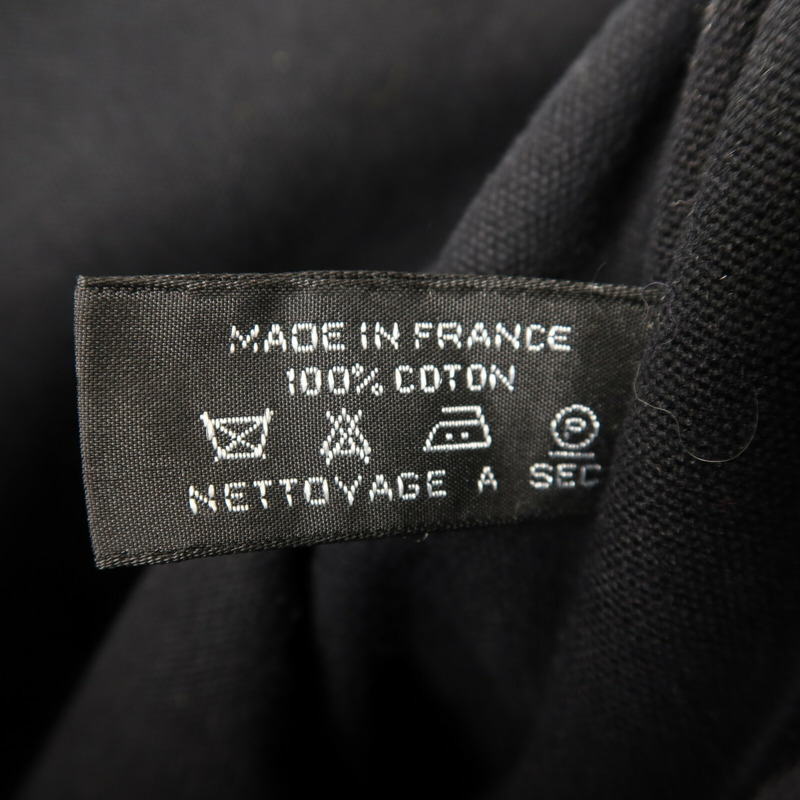 MADE IN FRANCE
100% COTON
P
NETTOYAGE A SEC